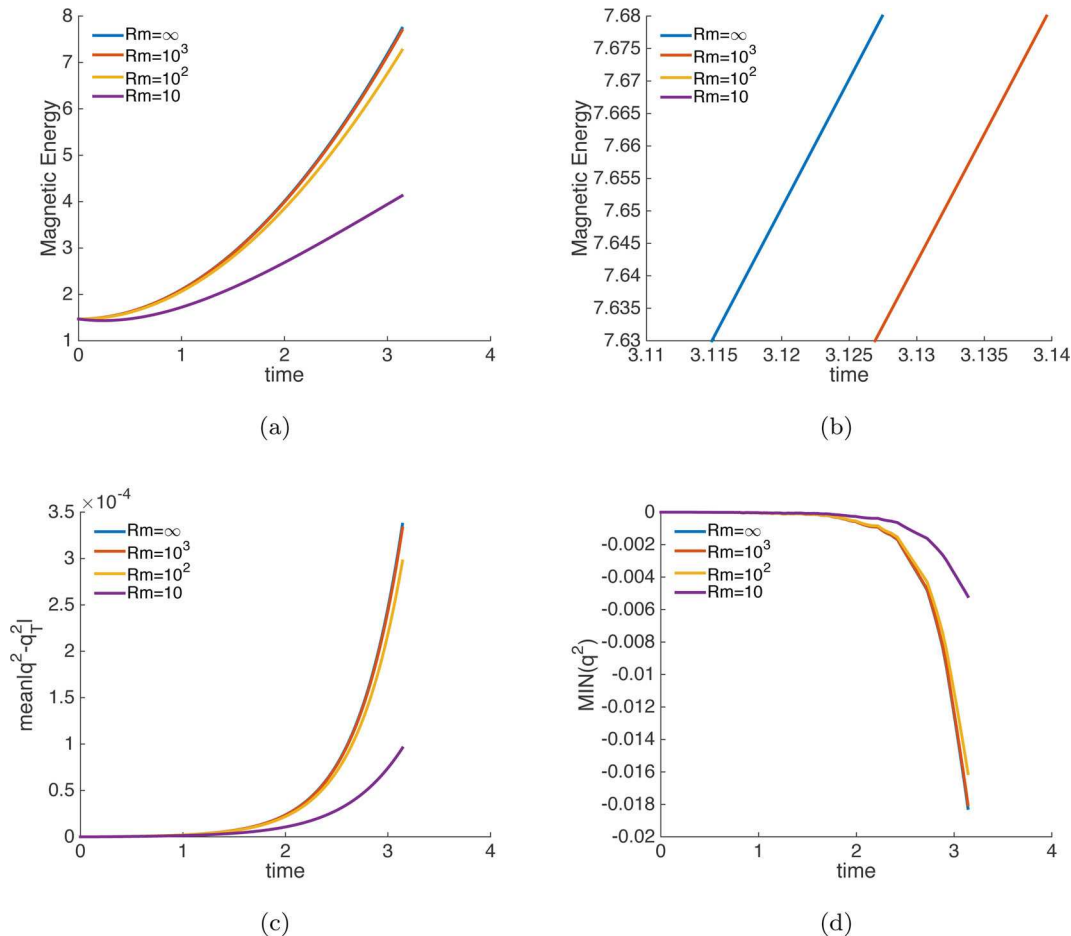 Rm=∞
Rm=10³
Rm=10²
Rm=10
Magnetic Energy
8
7
6
5
4
3
2
1
0
1
2
3
4
time
(a)
Rm=∞
Rm=10³
Rm=10²
Rm=10
Magnetic Energy
7.68
7.675
7.67
7.665
7.66
7.655
7.65
7.645
7.64
7.635
7.63
3.11
3.115
3.12
3.125
3.13
3.135
3.14
time
(b)
×10⁻⁴
Rm=∞
Rm=10³
Rm=10²
Rm=10
mean|q²-q²_T|
3.5
3
2.5
2
1.5
1
0.5
0
0
1
2
3
4
time
(c)
Rm=∞
Rm=10³
Rm=10²
Rm=10
MIN(q²)
0
-0.002
-0.004
-0.006
-0.008
-0.01
-0.012
-0.014
-0.016
-0.018
-0.02
0
1
2
3
4
time
(d)